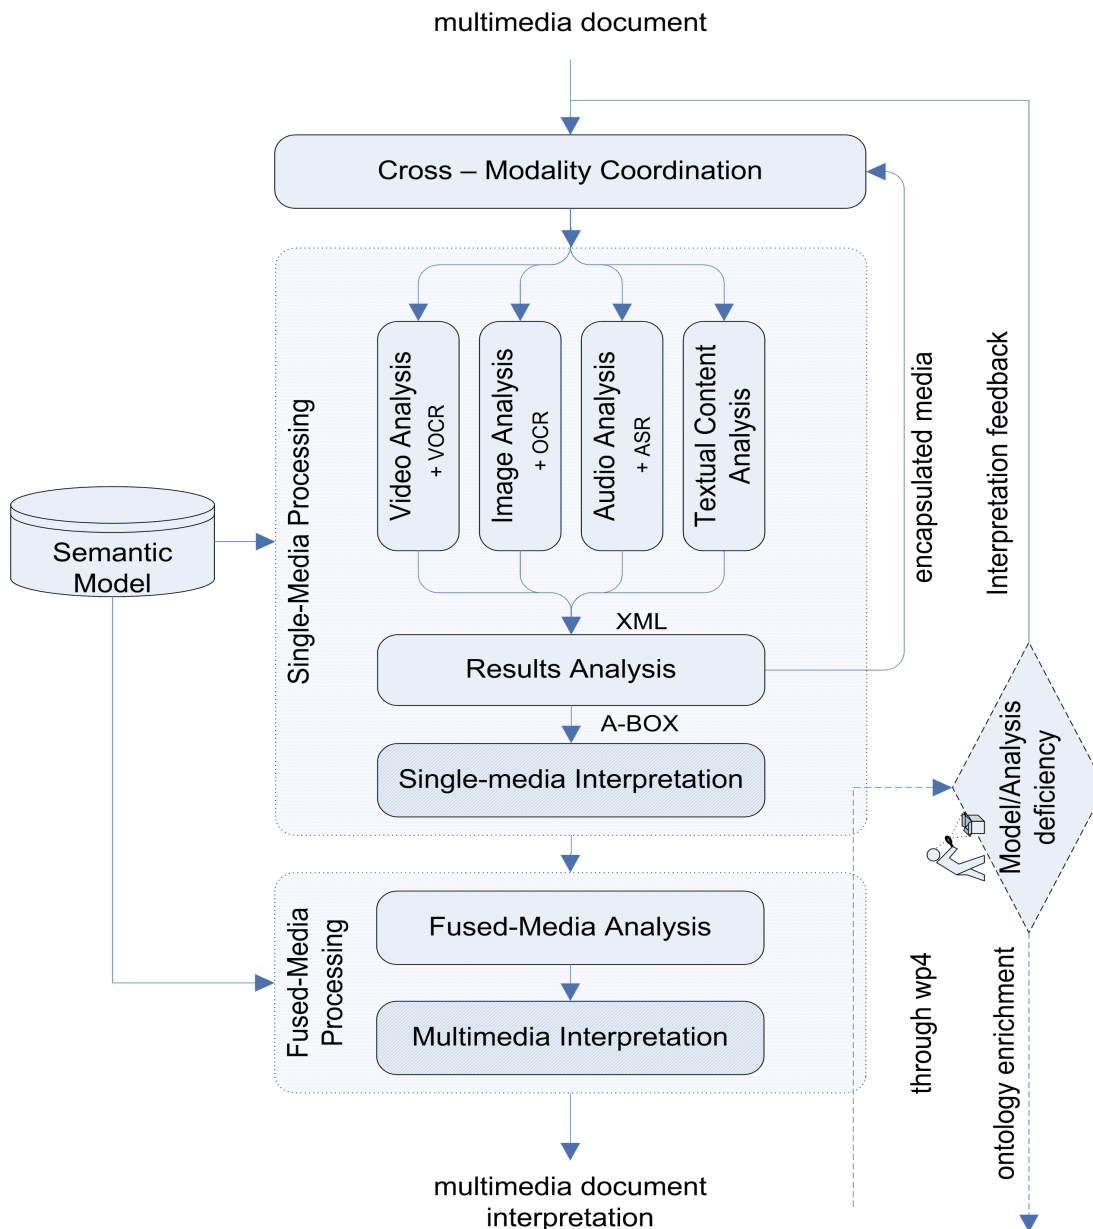 multimedia document
Cross – Modality Coordination
Single-Media Processing
Video Analysis
+ VOCR
Image Analysis
+ OCR
Audio Analysis
+ ASR
Textual Content
Analysis
encapsulated media
Interpretation feedback
Semantic
Model
XML
Results Analysis
A-BOX
Single-media Interpretation
Model/Analysis
deficiency
Fused-Media
Processing
Fused-Media Analysis
Multimedia Interpretation
through wp4
ontology enrichment
multimedia document
interpretation